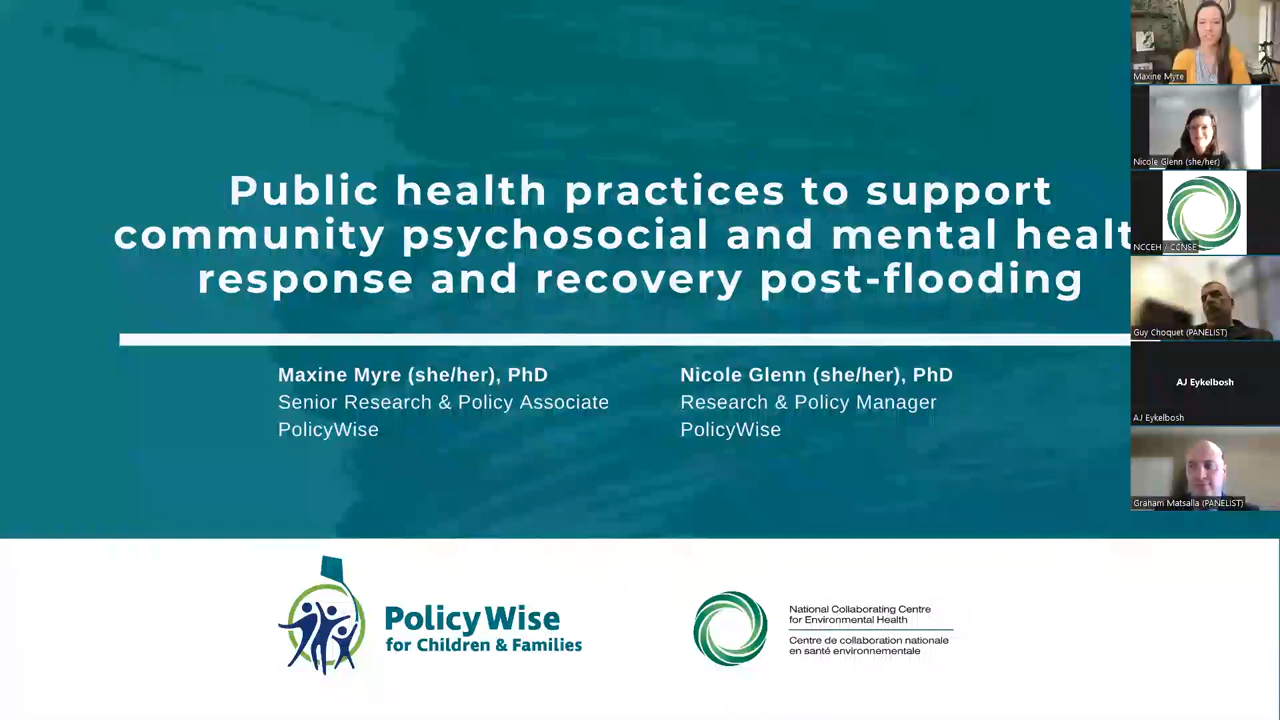 Public health practices to support
community psychosocial and mental healt
response and recovery post-flooding
Maxine Myre (she/her), PhD
Senior Research & Policy Associate
PolicyWise
Nicole Glenn (she/her), PhD
Research & Policy Manager
PolicyWise
PolicyWise
for Children & Families
National Collaborating Centre
for Environmental Health
Centre de collaboration nationale
en santé environnementale
Maxine Myre
Nicole Glenn (she/her)
NCCEH / CCNSE
Guy Choquet (PANELIST)
AJ Eykelbosh
AJ Eykelbosh
Graham Matsalla (PANELIST)